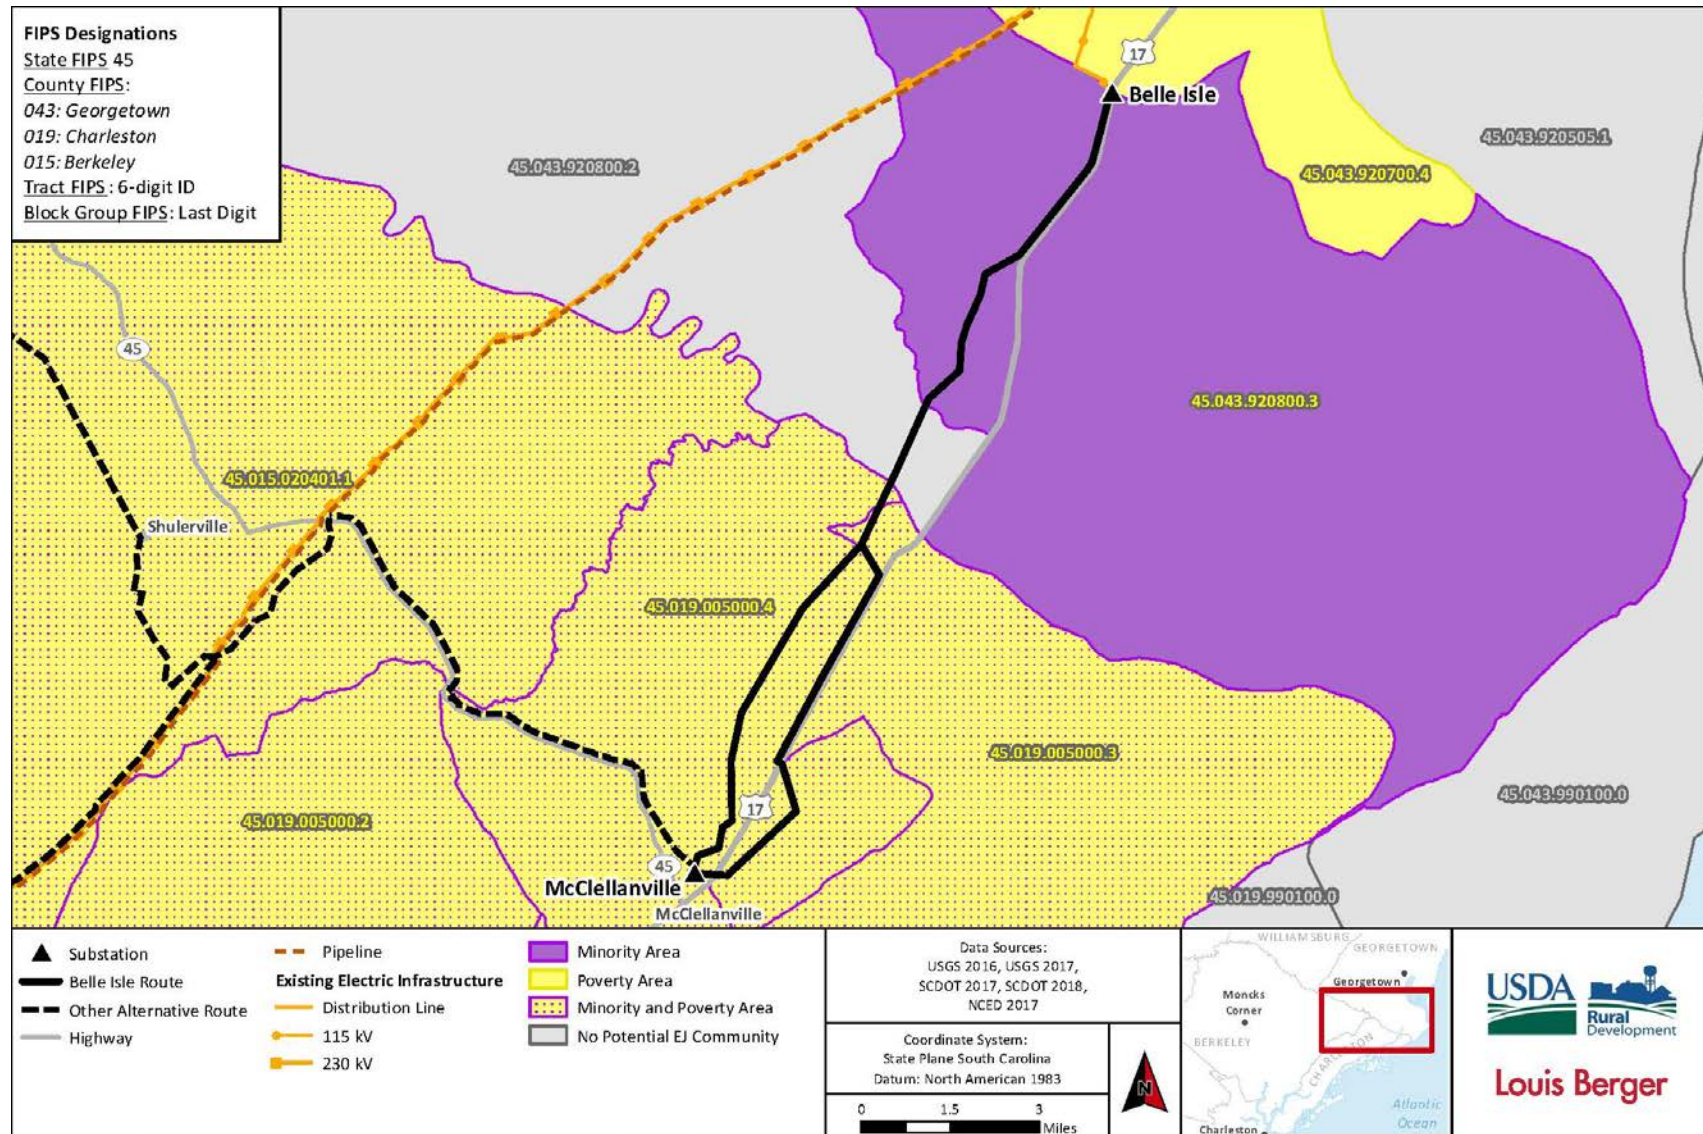 FIPS Designations
State FIPS 45
County FIPS:
043: Georgetown
019: Charleston
015: Berkeley
Tract FIPS : 6-digit ID
Block Group FIPS: Last Digit
17
Belle Isle
45.043.920800.2
45.043.920505.1
45.043.920700.4
45
45.043.920800.3
45.015.020401.1
Shulerville
45.019.005000.4
45.019.005000.3
45.043.990100.0
45.019.005000.2
17
45
McClellanville
McClellanville
45.019.990100.0
Substation
Belle Isle Route
Other Alternative Route
Highway
Pipeline
Existing Electric Infrastructure
Distribution Line
115 kV
230 kV
Minority Area
Poverty Area
Minority and Poverty Area
No Potential EJ Community
Data Sources:
USGS 2016, USGS 2017,
SCDOT 2017, SCDOT 2018,
NCED 2017
Coordinate System:
State Plane South Carolina
Datum: North American 1983
0 1.5 3
Miles
N
WILLIAMSBURG
GEORGETOWN
Georgetown
Moncks
Corner
BERKELEY
CHARLESTON
Atlantic
Ocean
Charleston
USDA
Rural
Development
Louis Berger